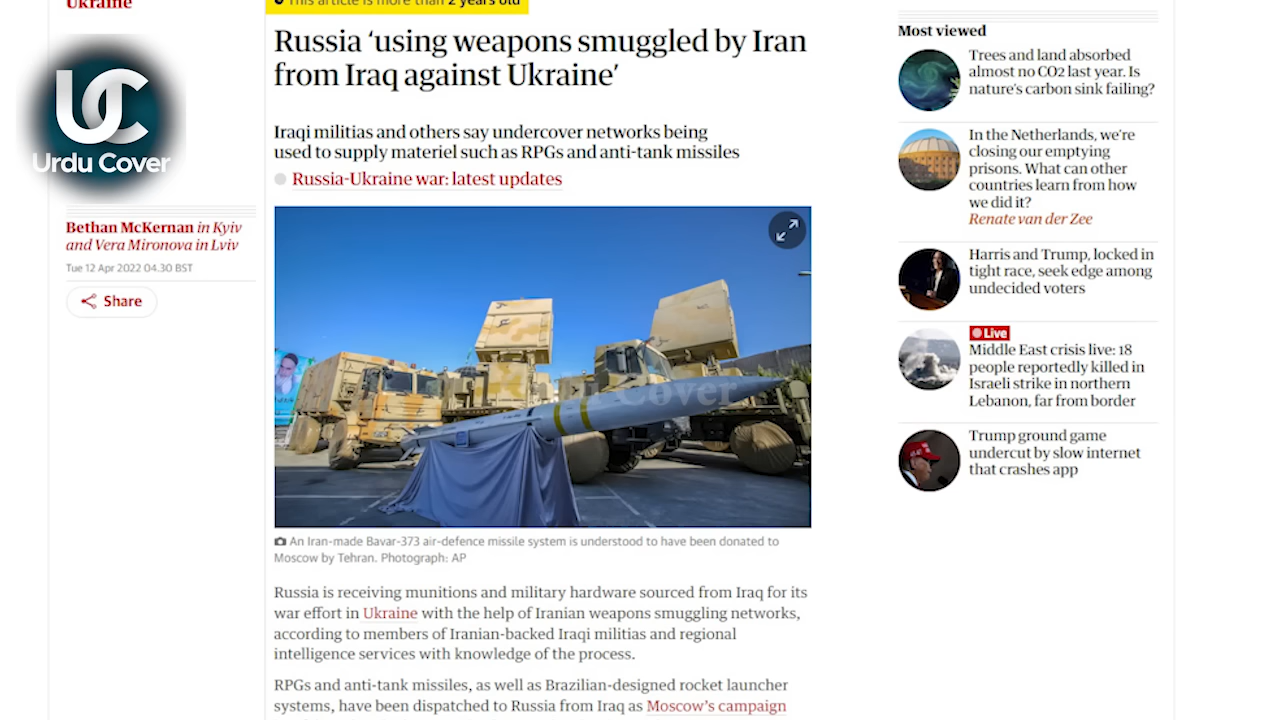 Ukraine
This article is more than 2 years old
Russia ‘using weapons smuggled by Iran
from Iraq against Ukraine’
UC
Urdu Cover
Iraqi militias and others say undercover networks being
used to supply materiel such as RPGs and anti-tank missiles
Russia-Ukraine war: latest updates
Bethan McKernan in Kyiv
and Vera Mironova in Lviv
Tue 12 Apr 2022 04.30 BST
Share
Urdu Cover
An Iran-made Bavar-373 air-defence missile system is understood to have been donated to
Moscow by Tehran. Photograph: AP
Russia is receiving munitions and military hardware sourced from Iraq for its
war effort in Ukraine with the help of Iranian weapons smuggling networks,
according to members of Iranian-backed Iraqi militias and regional
intelligence services with knowledge of the process.
RPGs and anti-tank missiles, as well as Brazilian-designed rocket launcher
systems, have been dispatched to Russia from Iraq as Moscow’s campaign
Most viewed
Trees and land absorbed
almost no CO2 last year. Is
nature’s carbon sink failing?
In the Netherlands, we’re
closing our emptying
prisons. What can other
countries learn from how
we did it?
Renate van der Zee
Harris and Trump, locked in
tight race, seek edge among
undecided voters
Live
Middle East crisis live: 18
people reportedly killed in
Israeli strike in northern
Lebanon, far from border
Trump ground game
undercut by slow internet
that crashes app